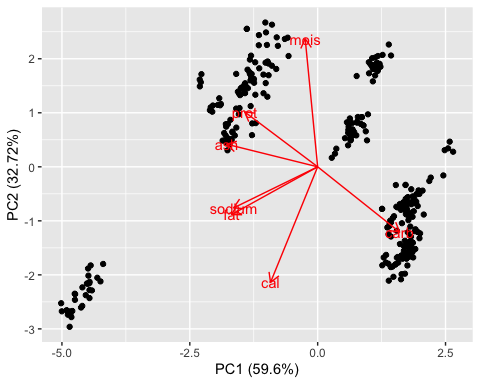 mois
prot
ash
sodium
fat
carb
cal
2
1
0
-1
-2
-3
-5.0
-2.5
0.0
2.5
PC2 (32.72%)
PC1 (59.6%)